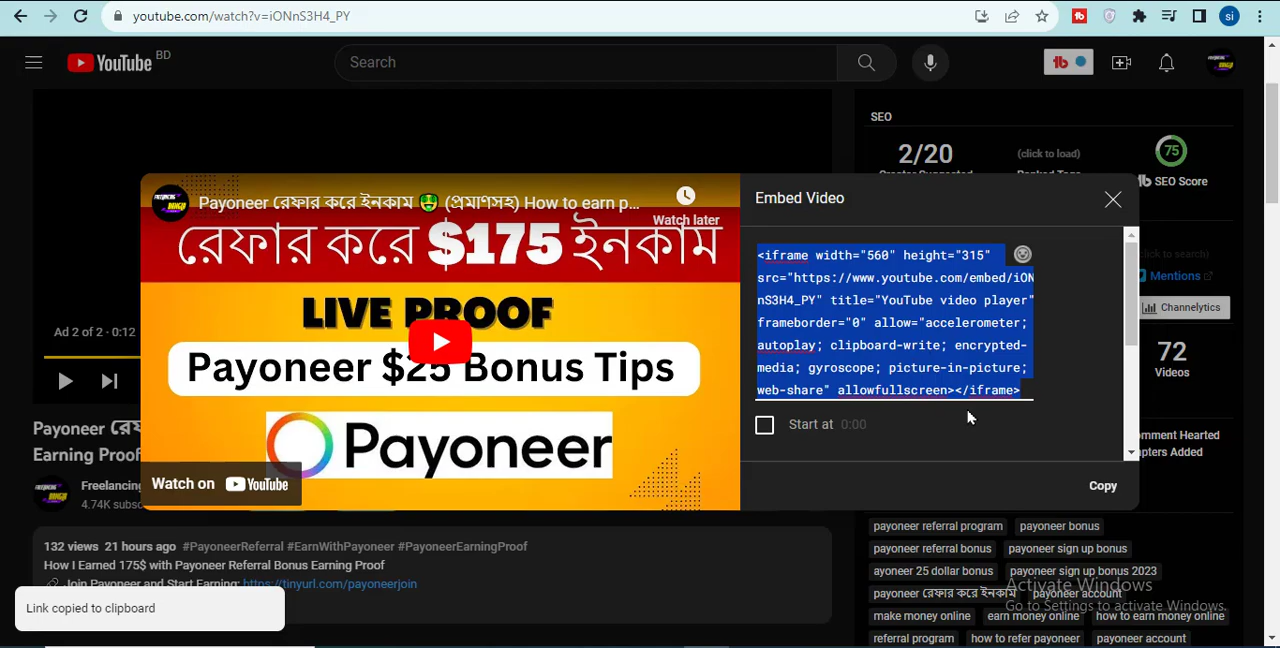 youtube.com/watch?v=iONnS3H4_PY
si
YouTube BD
Search
SEO
2/20
(click to load)
75
SEO Score
Embed Video
Payoneer রেফার করে ইনকাম 🤑 (প্রমাণসহ) How to earn p...
Watch later
রেফার করে $175 ইনকাম
LIVE PROOF
Payoneer $25 Bonus Tips
Payoneer
Watch on YouTube
<iframe width="560" height="315"
src="https://www.youtube.com/embed/iON
nS3H4_PY" title="YouTube video player"
frameborder="0" allow="accelerometer;
autoplay; clipboard-write; encrypted-
media; gyroscope; picture-in-picture;
web-share" allowfullscreen></iframe>
Start at 0:00
Copy
to search)
Mentions
Channelytics
72
Videos
mment Hearted
apters Added
Ad 2 of 2 · 0:12
Payoneer
Earning Proof
Freelancing
4.74K subsc
132 views 21 hours ago #PayoneerReferral #EarnWithPayoneer #PayoneerEarningProof
How I Earned 175$ with Payoneer Referral Bonus Earning Proof
Join Payoneer and Start Earning: https://tinyurl.com/payoneerjoin
Link copied to clipboard
payoneer referral program payoneer bonus
payoneer referral bonus payoneer sign up bonus
ayoneer 25 dollar bonus payoneer sign up bonus 2023
payoneer রেফার করে ইনকাম payoneer account
make money online earn money online how to earn money online
referral program how to refer payoneer payoneer account
Activate Windows
Go to Settings to activate Windows.